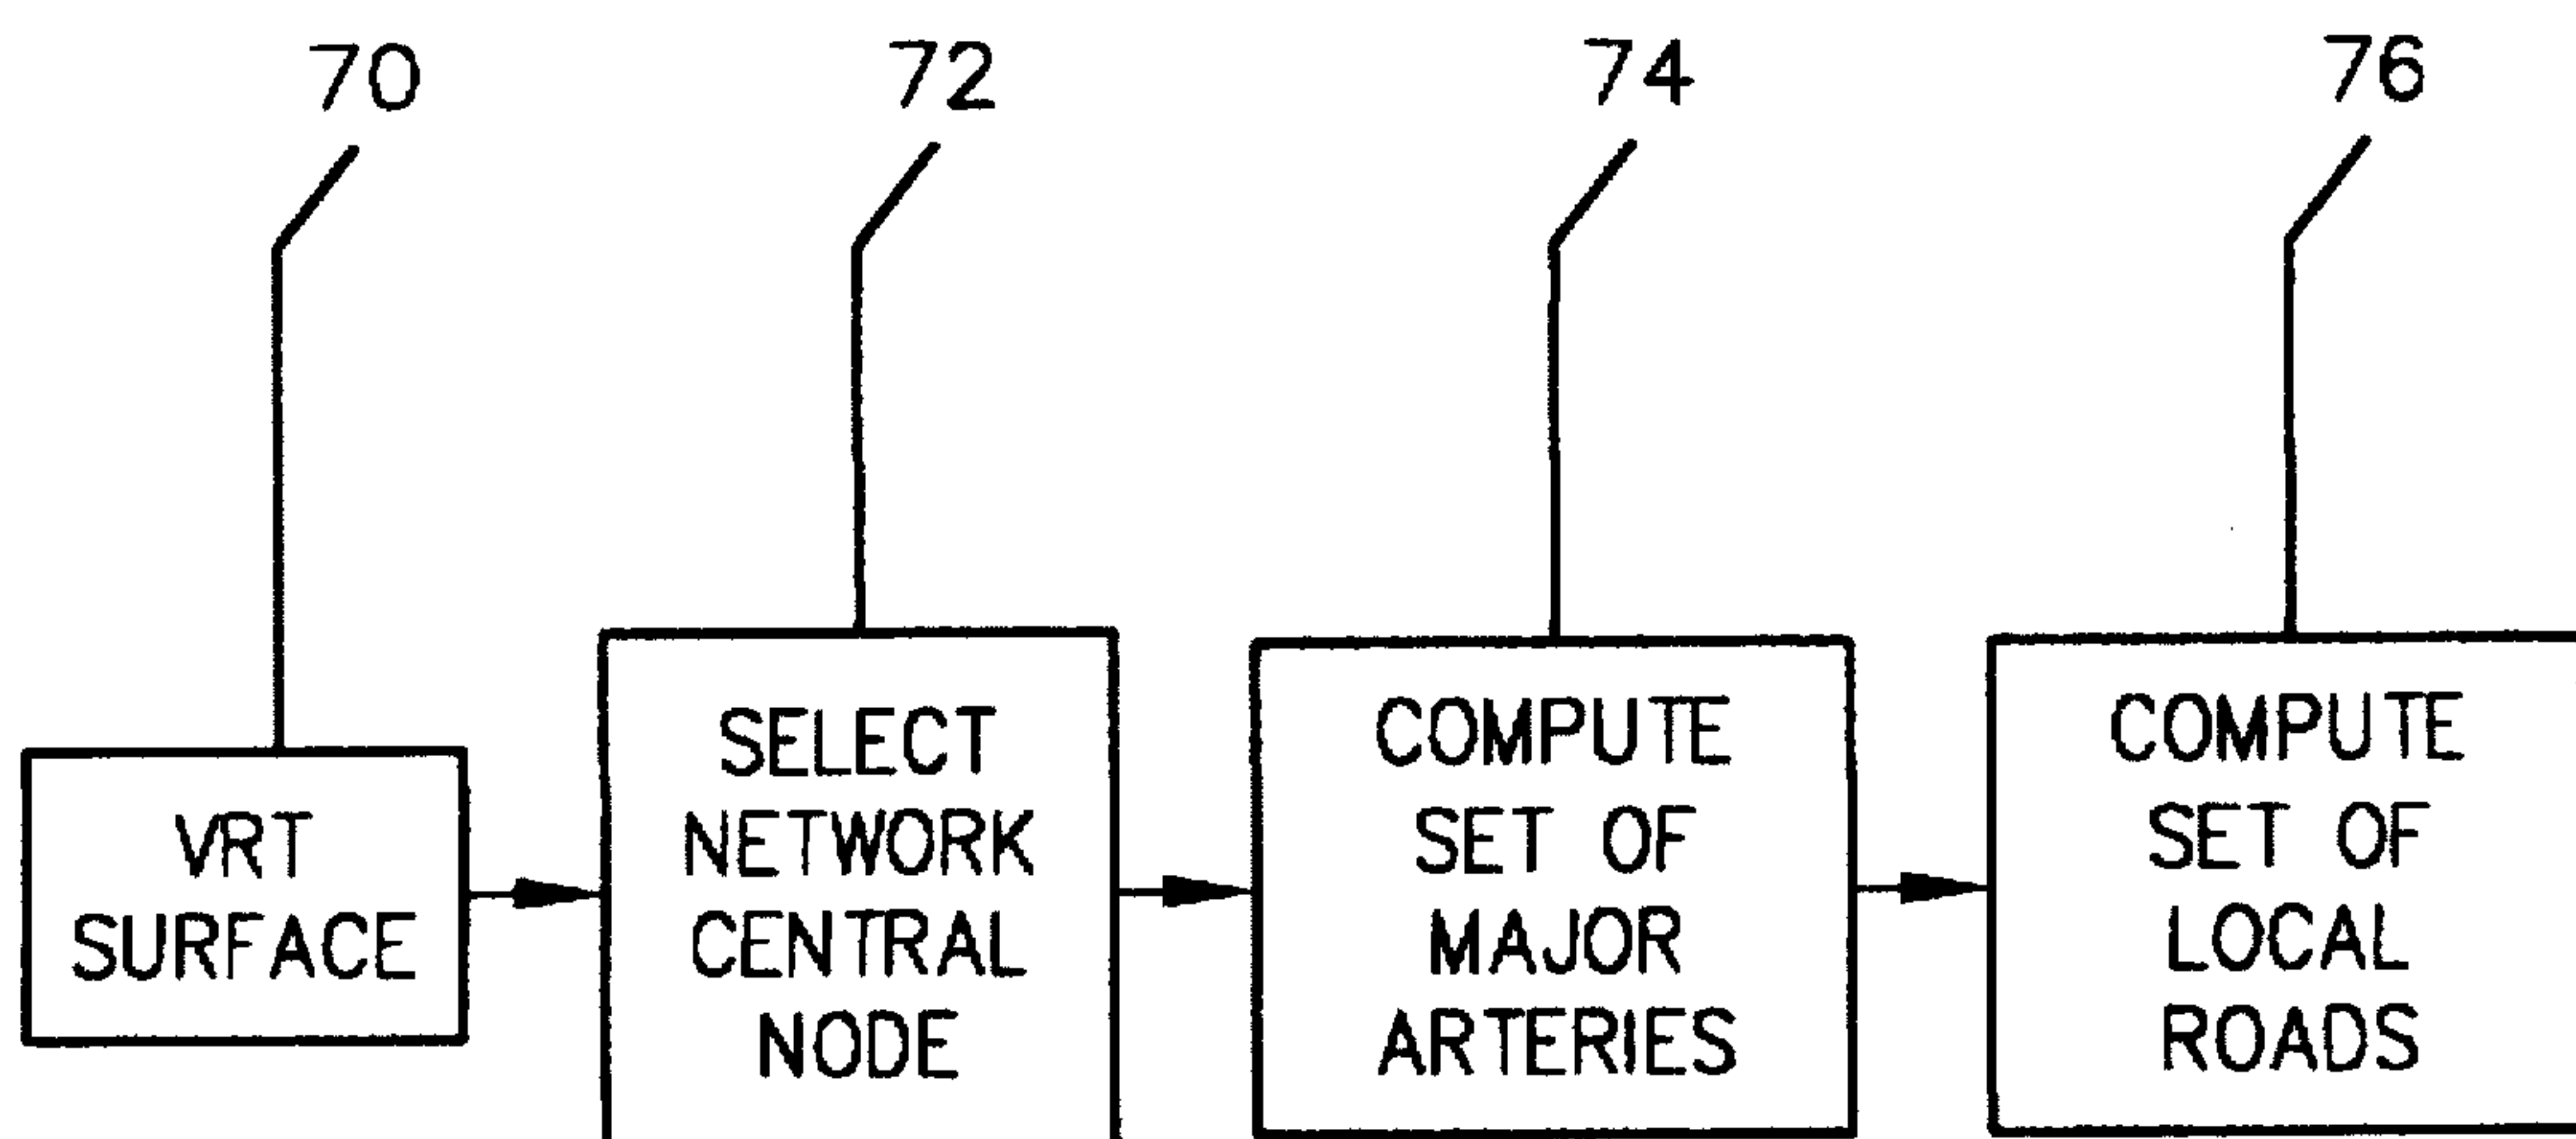 70
72
74
76
VRT
SURFACE
SELECT
NETWORK
CENTRAL
NODE
COMPUTE
SET OF
MAJOR
ARTERIES
COMPUTE
SET OF
LOCAL
ROADS